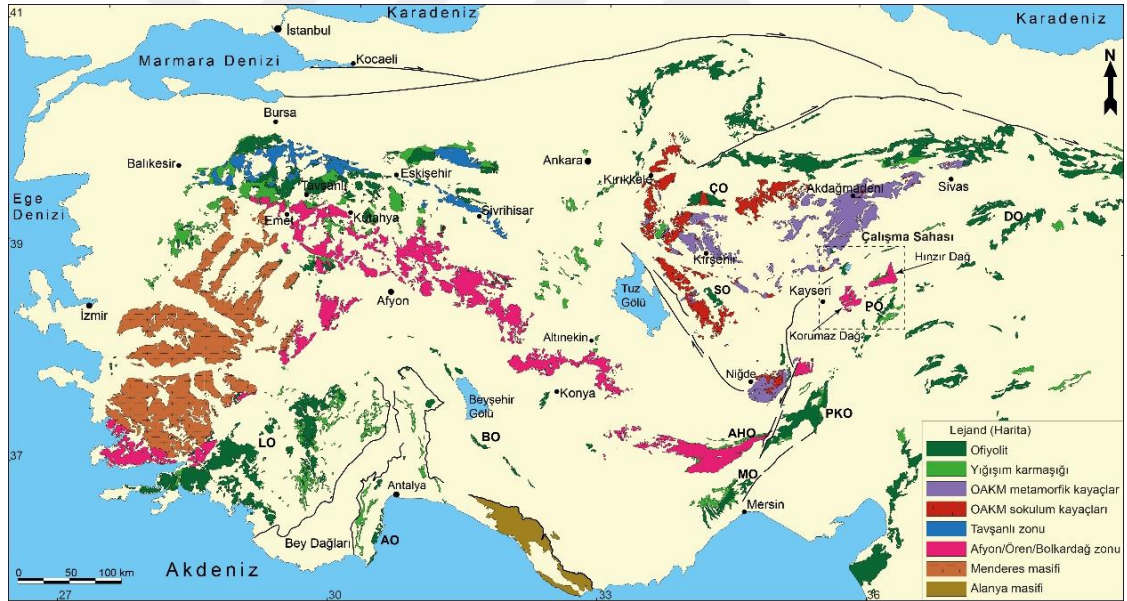 41
Karadeniz
Karadeniz
İstanbul
Marmara Denizi
Kocaeli
N
Bursa
Balıkesir
Eskişehir
Ankara
Kırıkkale
ÇO
Akdağmadeni
Sivas
Tavşanlı
Emet
Kütahya
Sivrihisar
DO
Ege
Denizi
39
Kırşehir
Çalışma Sahası
Hınzır Dağ
Tuz
Gölü
SO
Kayseri
PO
İzmir
Afyon
Korumaz Dağ
Altınekin
Niğde
Konya
Beyşehir
Gölü
PKO
LO
BO
AHO
37
MO
Antalya
Mersin
Bey Dağları
AO
Akdeniz
Lejand (Harita)
Ofiyolit
Yığışım karmaşığı
OAKM metamorfik kayaçlar
OAKM sokulum kayaçları
Tavşanlı zonu
Afyon/Ören/Bolkardağ zonu
Menderes masifi
Alanya masifi
0 50 100 km
27
30
33
36